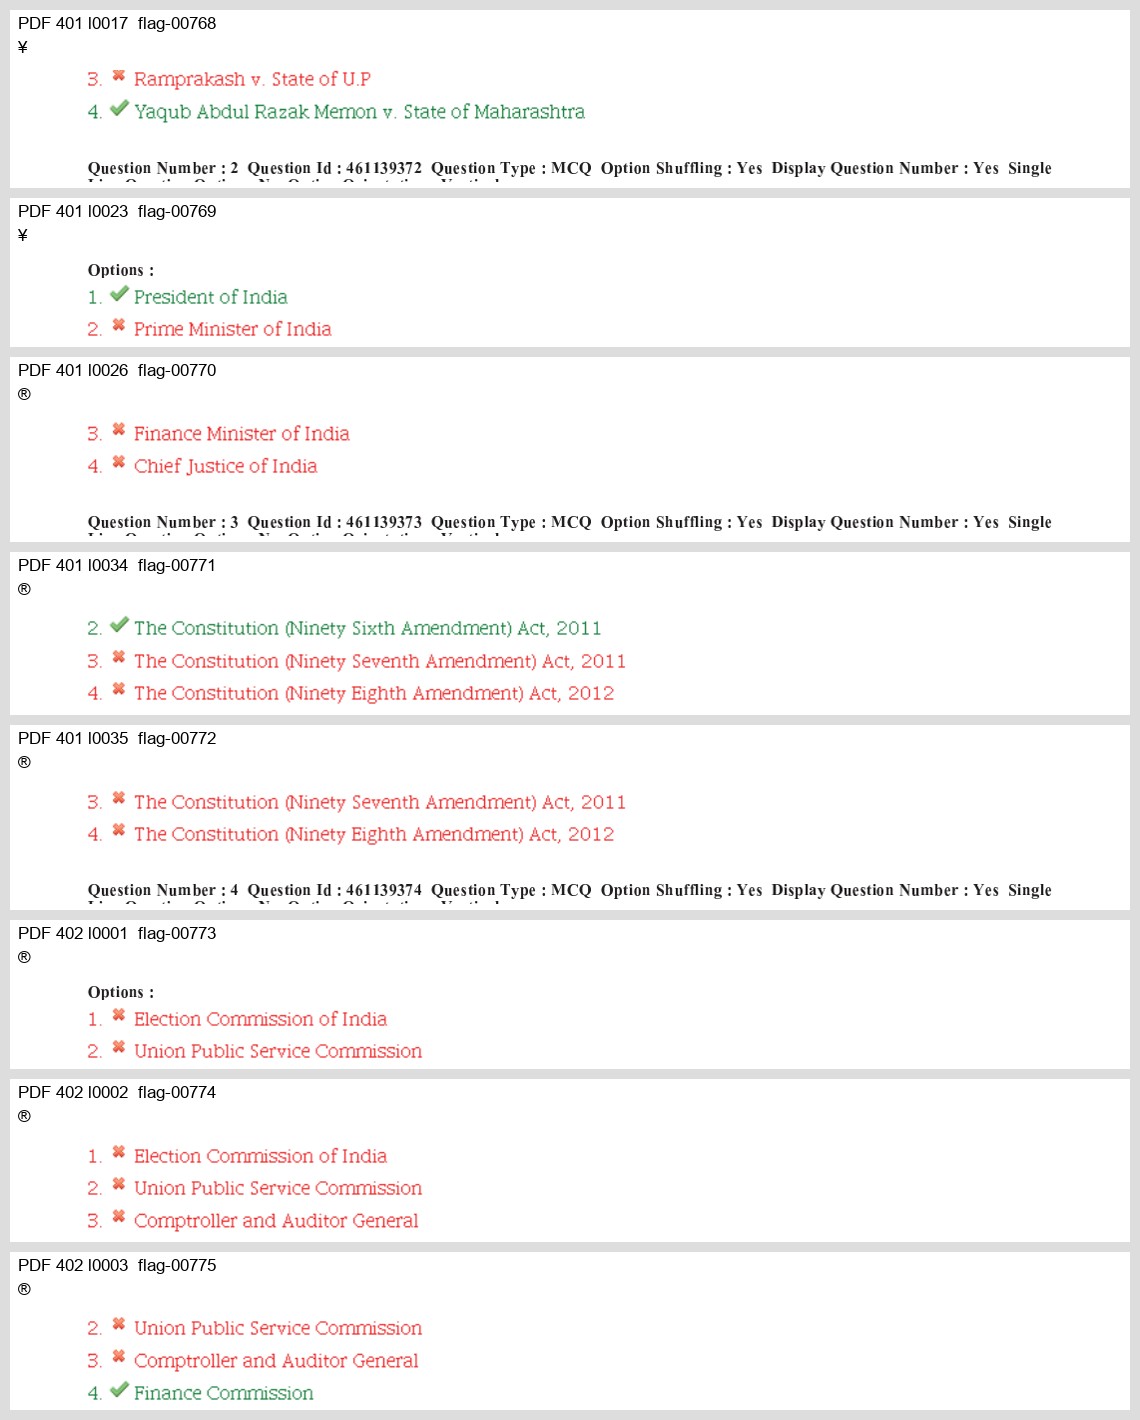 PDF 401 l0017 flag-00768
¥
3. ✖ Ramprakash v. State of U.P
4. ✔ Yaqub Abdul Razak Memon v. State of Maharashtra
Question Number : 2 Question Id : 461139372 Question Type : MCQ Option Shuffling : Yes Display Question Number : Yes Single
PDF 401 l0023 flag-00769
¥
Options :
1. ✔ President of India
2. ✖ Prime Minister of India
PDF 401 l0026 flag-00770
®
3. ✖ Finance Minister of India
4. ✖ Chief Justice of India
Question Number : 3 Question Id : 461139373 Question Type : MCQ Option Shuffling : Yes Display Question Number : Yes Single
PDF 401 l0034 flag-00771
®
2. ✔ The Constitution (Ninety Sixth Amendment) Act, 2011
3. ✖ The Constitution (Ninety Seventh Amendment) Act, 2011
4. ✖ The Constitution (Ninety Eighth Amendment) Act, 2012
PDF 401 l0035 flag-00772
®
3. ✖ The Constitution (Ninety Seventh Amendment) Act, 2011
4. ✖ The Constitution (Ninety Eighth Amendment) Act, 2012
Question Number : 4 Question Id : 461139374 Question Type : MCQ Option Shuffling : Yes Display Question Number : Yes Single
PDF 402 l0001 flag-00773
®
Options :
1. ✖ Election Commission of India
2. ✖ Union Public Service Commission
PDF 402 l0002 flag-00774
®
1. ✖ Election Commission of India
2. ✖ Union Public Service Commission
3. ✖ Comptroller and Auditor General
PDF 402 l0003 flag-00775
®
2. ✖ Union Public Service Commission
3. ✖ Comptroller and Auditor General
4. ✔ Finance Commission